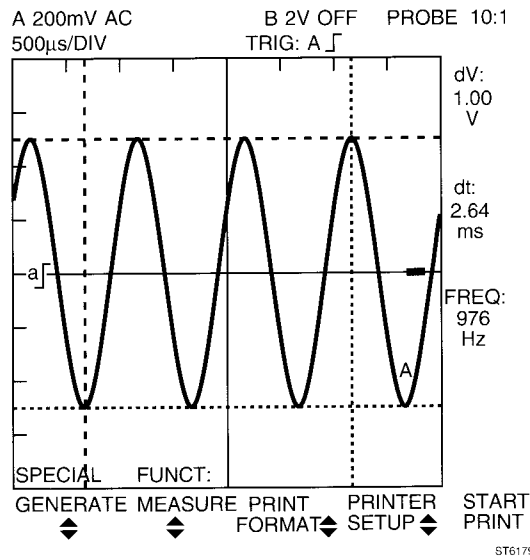 A 200mV AC B 2V OFF PROBE 10:1
500µs/DIV TRIG: A
dV:
1.00
V
dt:
2.64
ms
a
FREQ:
976
Hz
A
SPECIAL FUNCT:
GENERATE MEASURE PRINT PRINTER START
FORMAT SETUP PRINT
ST6179